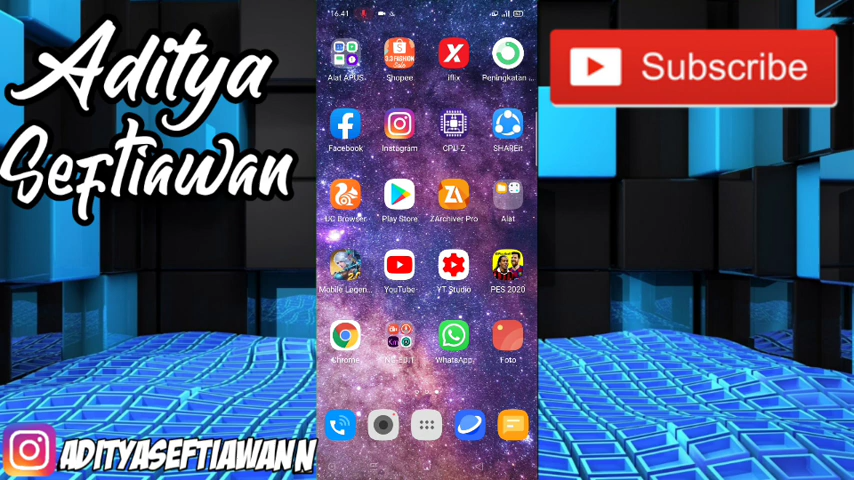 Aditya
Seftiawan
Subscribe
16.41
Alat APUS
Shopee
iflix
Peningkatan ...
Facebook
Instagram
CPU-Z
SHAREit
UC Browser
Play Store
ZArchiver Pro
Alat
Mobile Legen...
YouTube
YT Studio
PES 2020
Chrome
WhatsApp
Foto
ADITYASEFTIAWANN